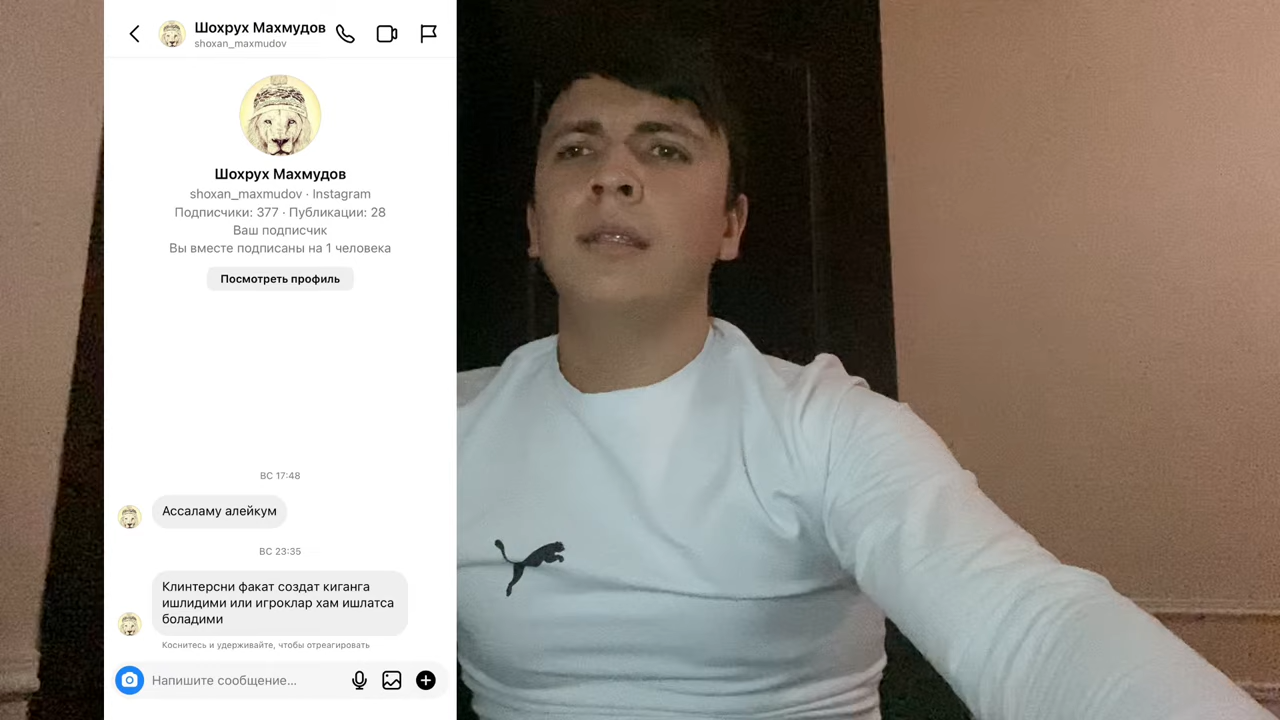 Шохрух Махмудов
shoxan_maxmudov
Шохрух Махмудов
shoxan_maxmudov · Instagram
Подписчики: 377 · Публикации: 28
Ваш подписчик
Вы вместе подписаны на 1 человека
Посмотреть профиль
ВС 17:48
Ассаламу алейкум
ВС 23:35
Клинтерсни факат создат киганга
ишлидими или игроклар хам ишлатса
боладими
Коснитесь и удерживайте, чтобы отреагировать
Напишите сообщение...